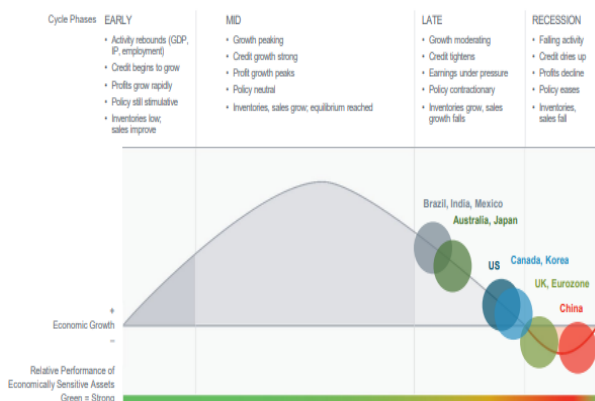 Cycle Phases
EARLY
• Activity rebounds (GDP,
IP, employment)
• Credit begins to grow
• Profits grow rapidly
• Policy still stimulative
• Inventories low;
sales improve
MID
• Growth peaking
• Credit growth strong
• Profit growth peaks
• Policy neutral
• Inventories, sales grow; equilibrium reached
LATE
• Growth moderating
• Credit tightens
• Earnings under pressure
• Policy contractionary
• Inventories grow, sales
growth falls
RECESSION
• Falling activity
• Credit dries up
• Profits decline
• Policy eases
• Inventories,
sales fall
Brazil, India, Mexico
Australia, Japan
US
Canada, Korea
UK, Eurozone
China
+
Economic Growth
–
Relative Performance of
Economically Sensitive Assets
Green = Strong